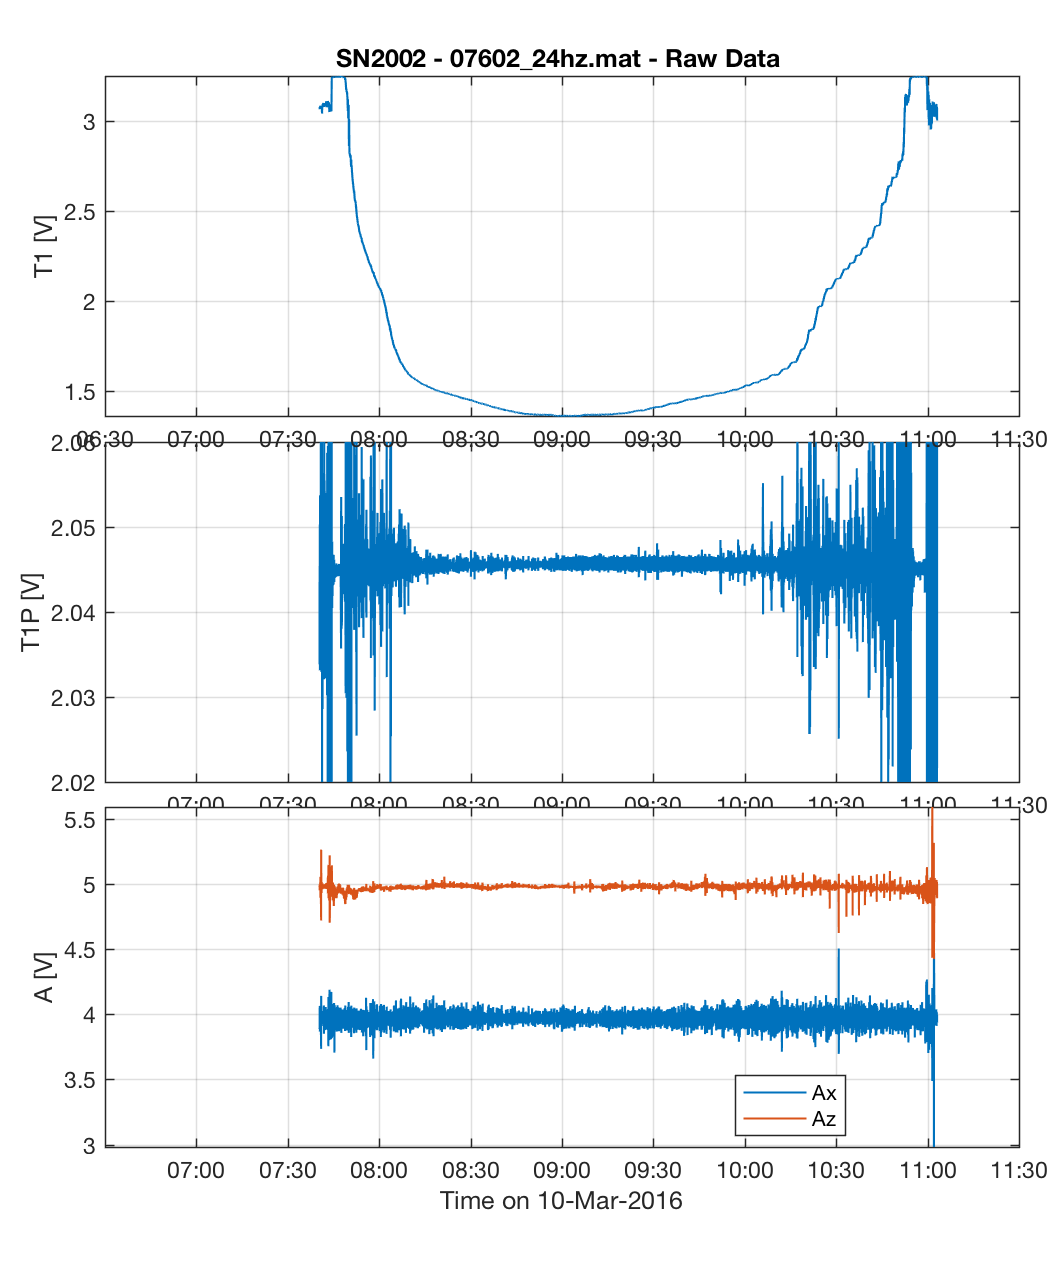 SN2002 - 07602_24hz.mat - Raw Data
T1 [V]
3
2.5
2
1.5
06:30 07:00 07:30 08:00 08:30 09:00 09:30 10:00 10:30 11:00 11:30
T1P [V]
2.06
2.05
2.04
2.03
2.02
07:00 07:30 08:00 08:30 09:00 09:30 10:00 10:30 11:00 11:30
A [V]
5.5
5
4.5
4
3.5
3
Ax
Az
07:00 07:30 08:00 08:30 09:00 09:30 10:00 10:30 11:00 11:30
Time on 10-Mar-2016